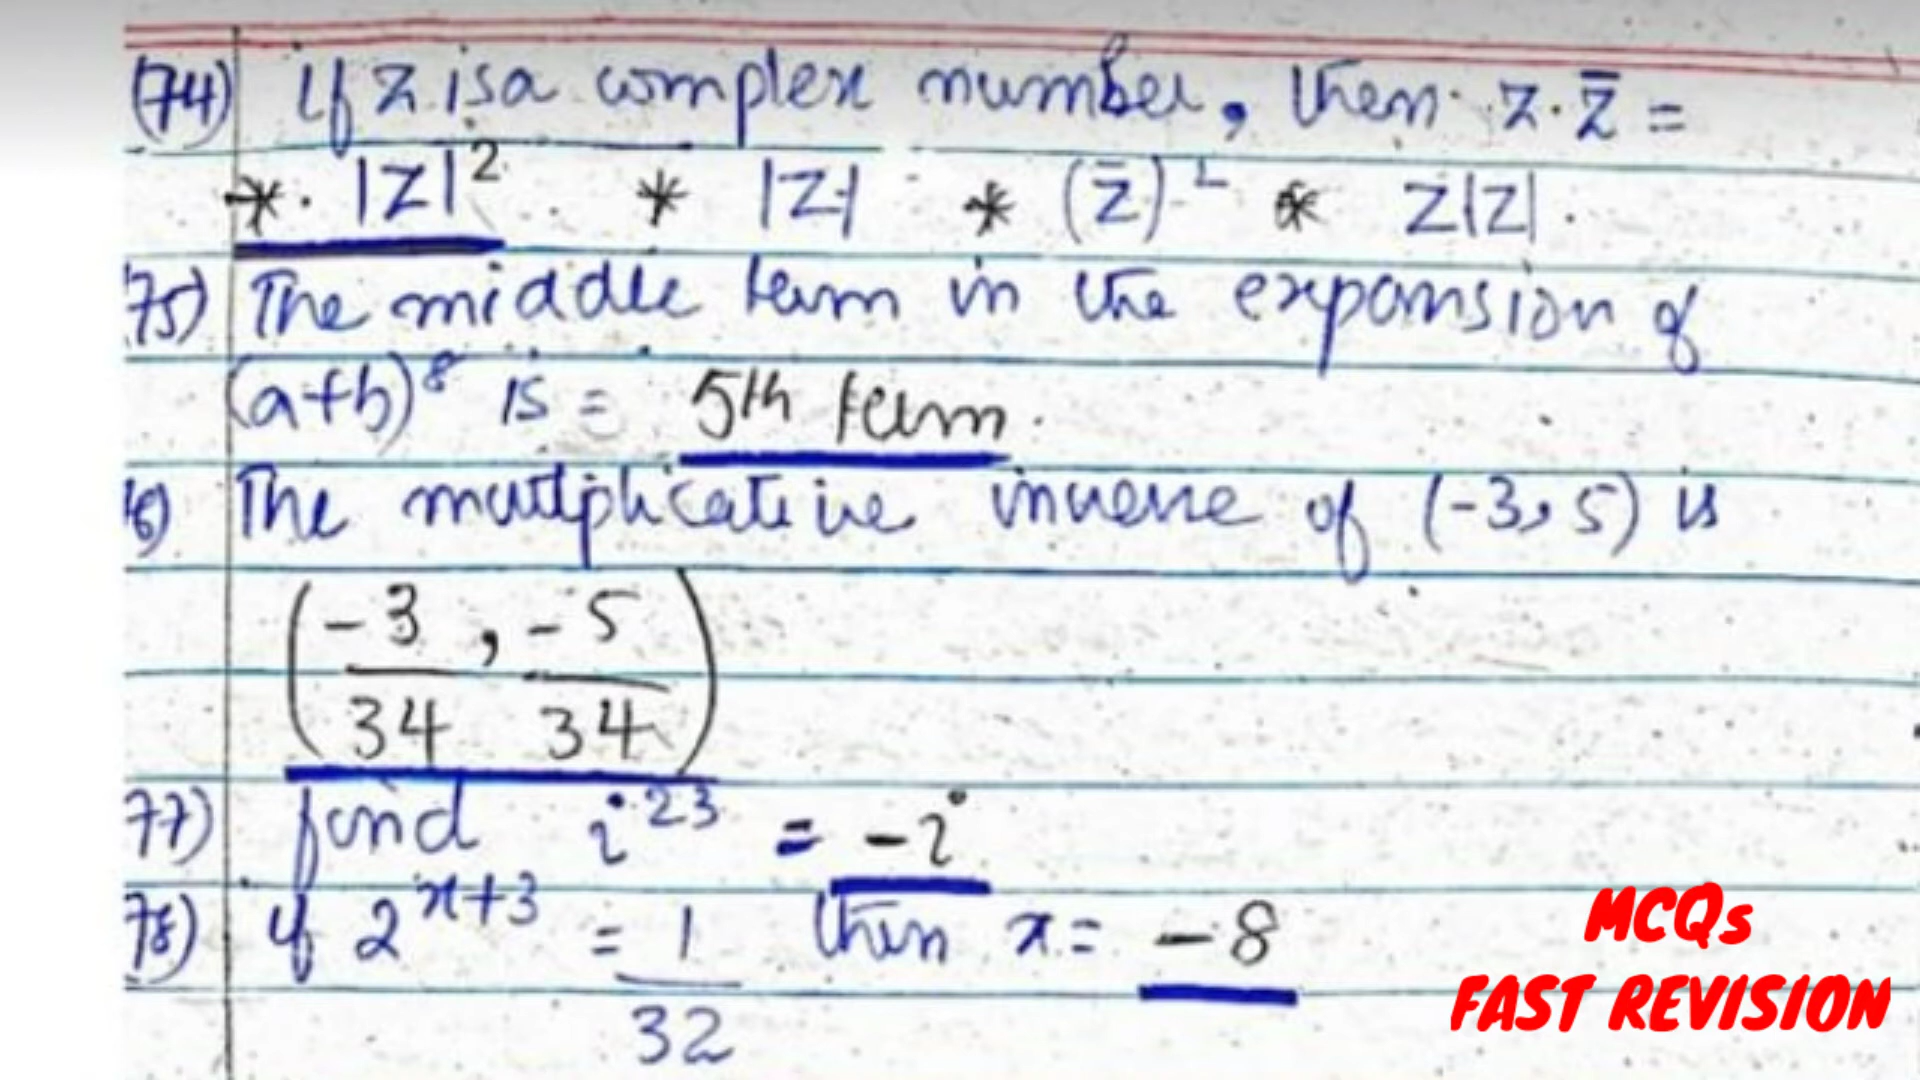 (74) If z is a complex number, then z.z̄ =
*. |Z|² * |Z| * (z̄)² * Z|Z|.
75) The middle term in the expansion of
(a+b)⁸ is = 5th term.
6) The multiplicative inverse of (-3, 5) is
(-3/34, -5/34)
77) find i²³ = -i
78) If 2ˣ⁺³ = 1/32 then x = -8
MCQs
FAST REVISION